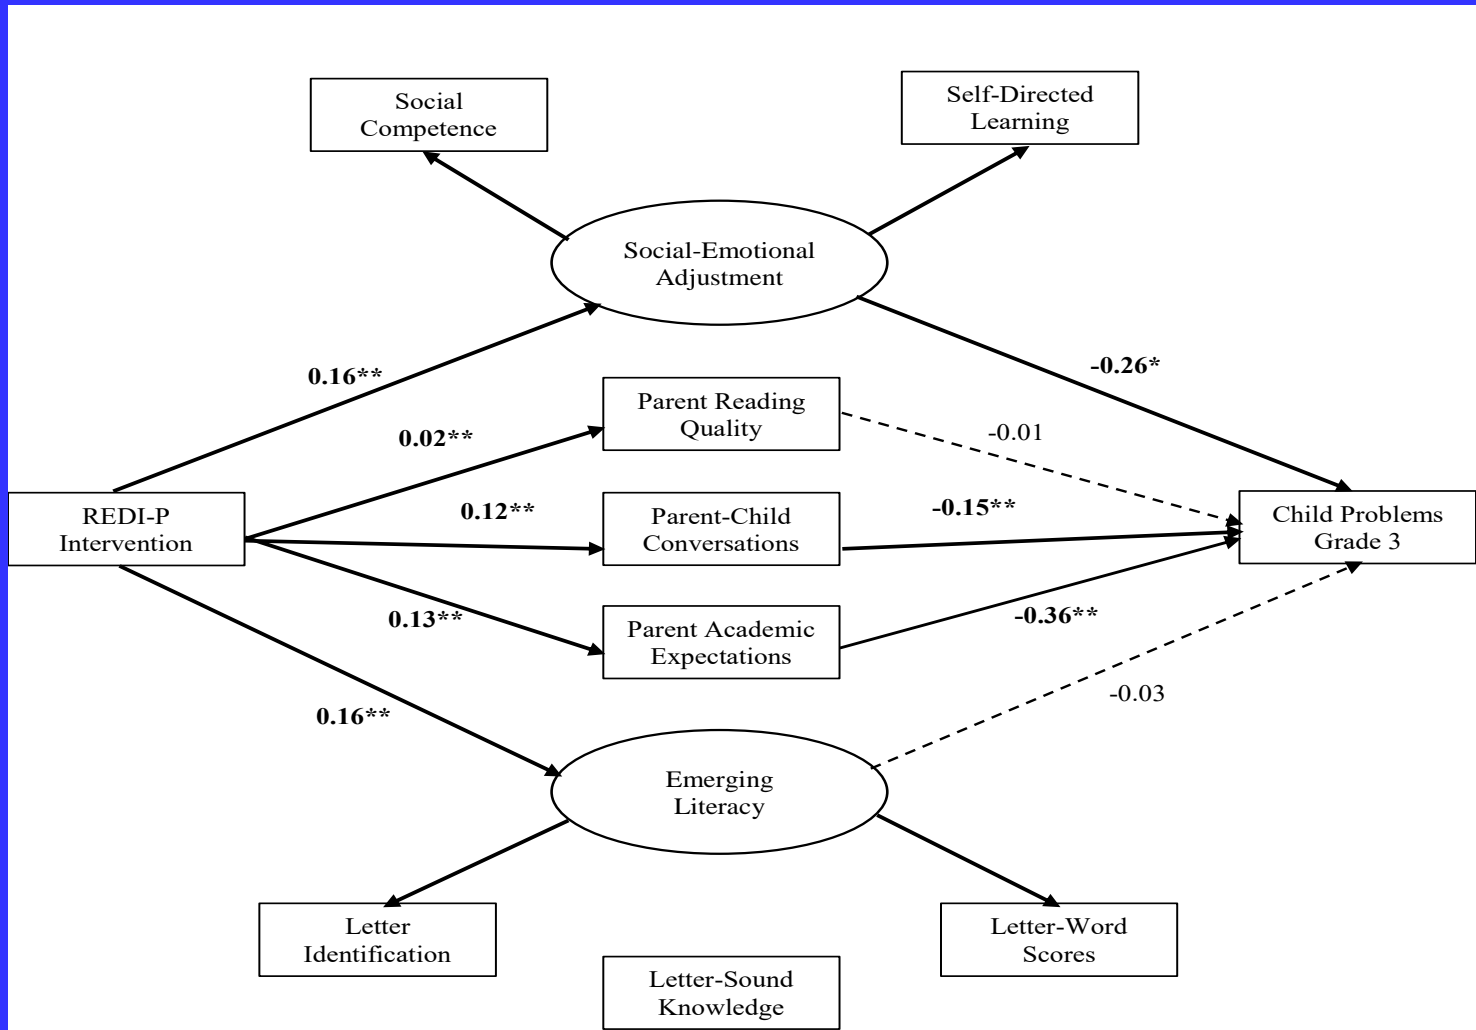 Social
Competence
Self-Directed
Learning
Social-Emotional
Adjustment
0.16**
-0.26*
Parent Reading
Quality
0.02**
-0.01
REDI-P
Intervention
0.12**
Parent-Child
Conversations
-0.15**
Child Problems
Grade 3
0.13**
Parent Academic
Expectations
-0.36**
0.16**
-0.03
Emerging
Literacy
Letter
Identification
Letter-Word
Scores
Letter-Sound
Knowledge